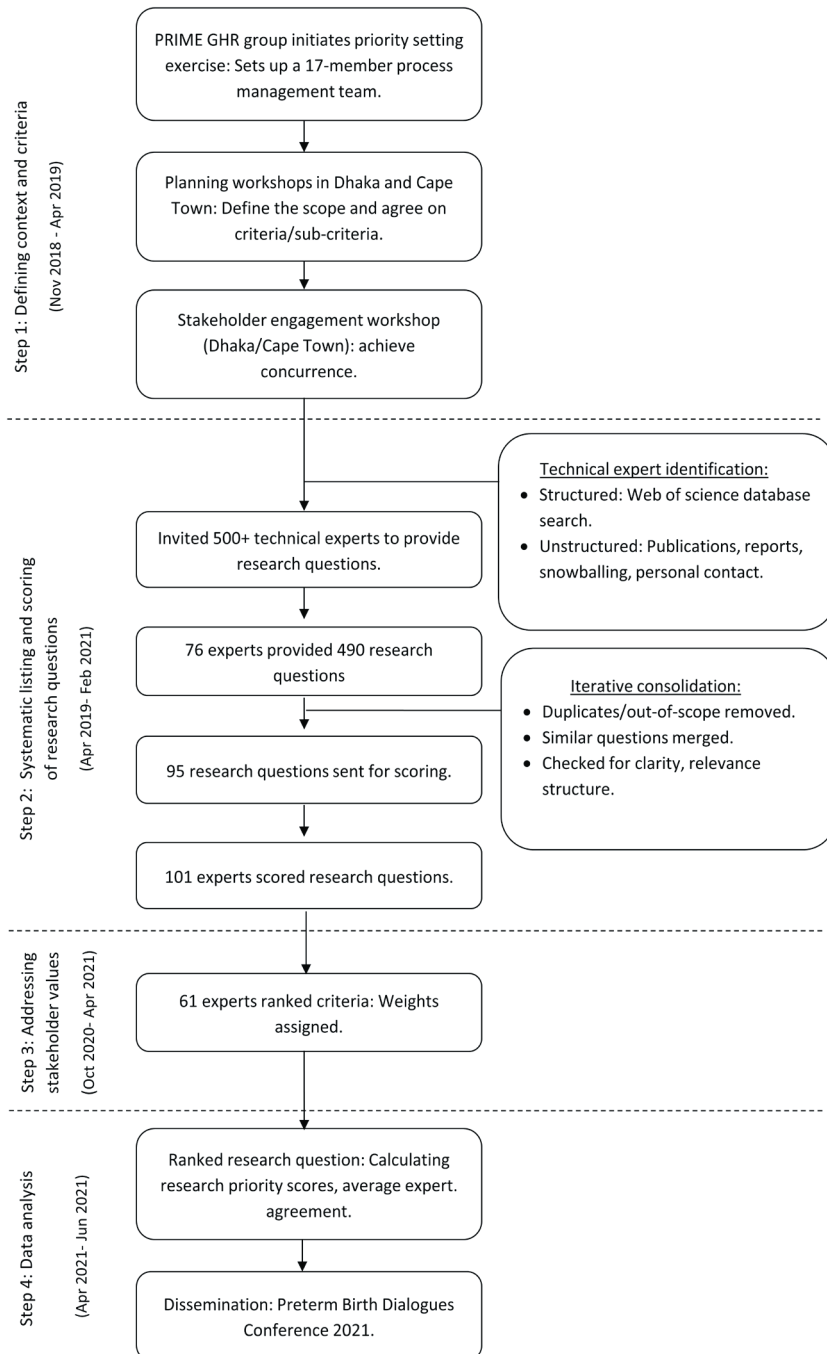 PRIME GHR group initiates priority setting
exercise: Sets up a 17-member process
management team.
Planning workshops in Dhaka and Cape
Town: Define the scope and agree on
criteria/sub-criteria.
Stakeholder engagement workshop
(Dhaka/Cape Town): achieve
concurrence.
Step 1: Defining context and criteria
(Nov 2018 - Apr 2019)
Technical expert identification:
• Structured: Web of science database
search.
• Unstructured: Publications, reports,
snowballing, personal contact.
Invited 500+ technical experts to provide
research questions.
76 experts provided 490 research
questions
Iterative consolidation:
• Duplicates/out-of-scope removed.
• Similar questions merged.
• Checked for clarity, relevance
structure.
95 research questions sent for scoring.
101 experts scored research questions.
Step 2:  Systematic listing and scoring
of research questions
(Apr 2019- Feb 2021)
61 experts ranked criteria: Weights
assigned.
Step 3: Addressing
stakeholder values
(Oct 2020- Apr 2021)
Ranked research question: Calculating
research priority scores, average expert.
agreement.
Dissemination: Preterm Birth Dialogues
Conference 2021.
Step 4: Data analysis
(Apr 2021- Jun 2021)